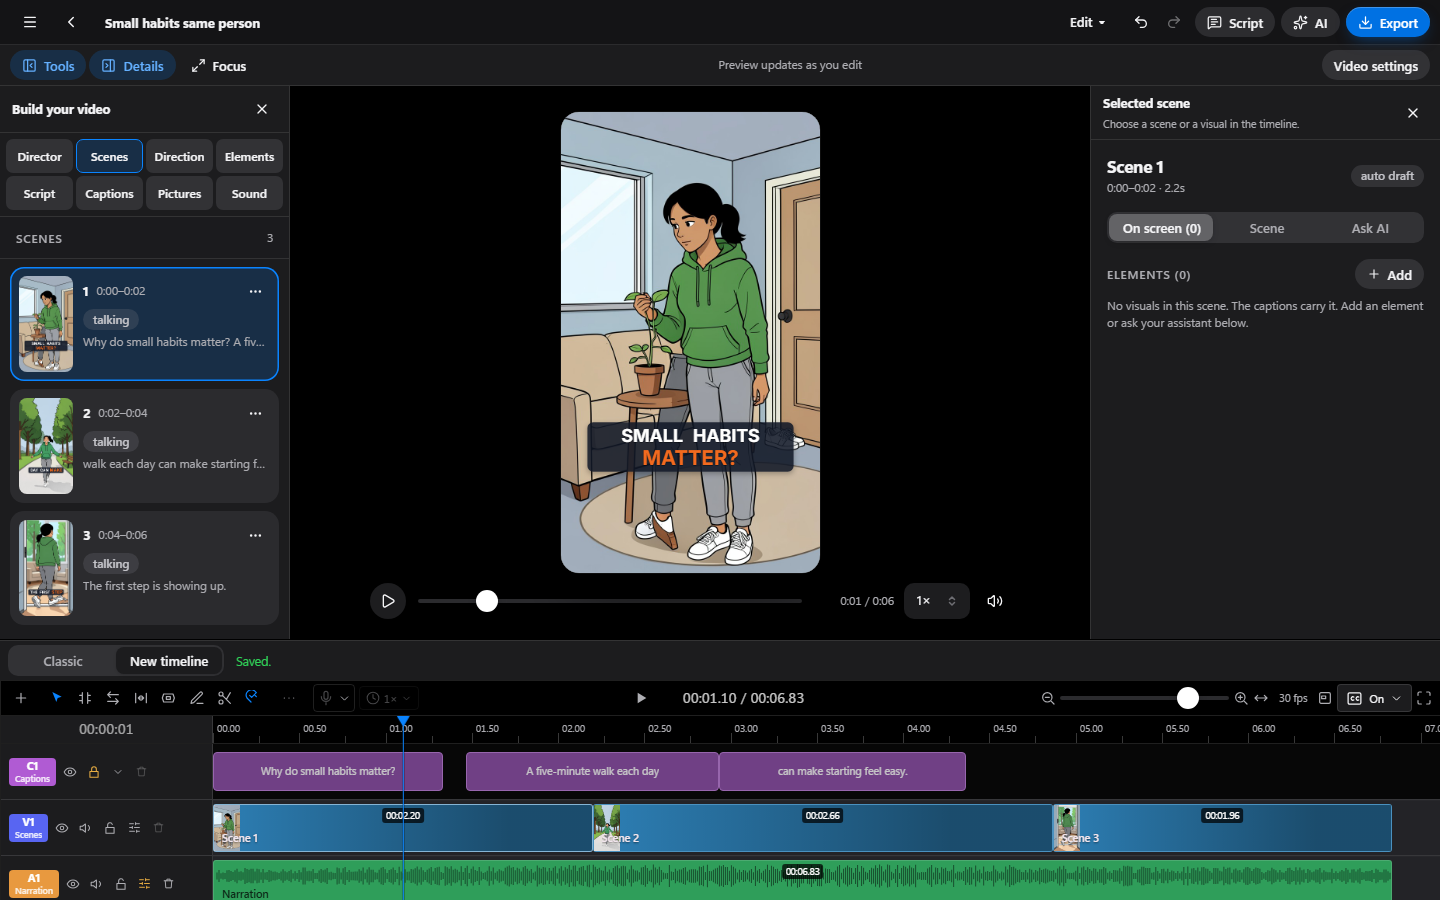 Small habits same person
Edit
Script
AI
Export
Tools
Details
Focus
Preview updates as you edit
Video settings
Build your video
Director
Scenes
Direction
Elements
Script
Captions
Pictures
Sound
SCENES
3
1 0:00–0:02
talking
Why do small habits matter? A fiv...
2 0:02–0:04
talking
walk each day can make starting f...
3 0:04–0:06
talking
The first step is showing up.
SMALL HABITS
MATTER?
0:01 / 0:06
1×
Selected scene
Choose a scene or a visual in the timeline.
Scene 1
0:00–0:02 · 2.2s
auto draft
On screen (0)
Scene
Ask AI
ELEMENTS (0)
+ Add
No visuals in this scene. The captions carry it. Add an element
or ask your assistant below.
Classic
New timeline
Saved.
1×
00:01.10 / 00:06.83
30 fps
CC On
00:00:01
00.00 00.50 01.00 01.50 02.00 02.50 03.00 03.50 04.00 04.50 05.00 05.50 06.00 06.50 07.0
C1
Captions
Why do small habits matter?
A five-minute walk each day
can make starting feel easy.
V1
Scenes
Scene 1
00:02.20
Scene 2
00:02.66
Scene 3
00:01.96
A1
Narration
Narration
00:06.83